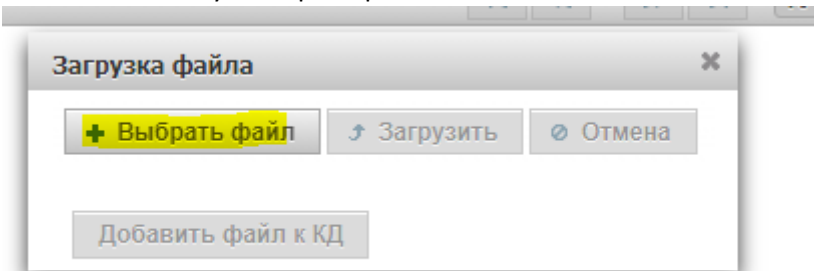 Загрузка файла
Выбрать файл Загрузить Отмена
Добавить файл к КД